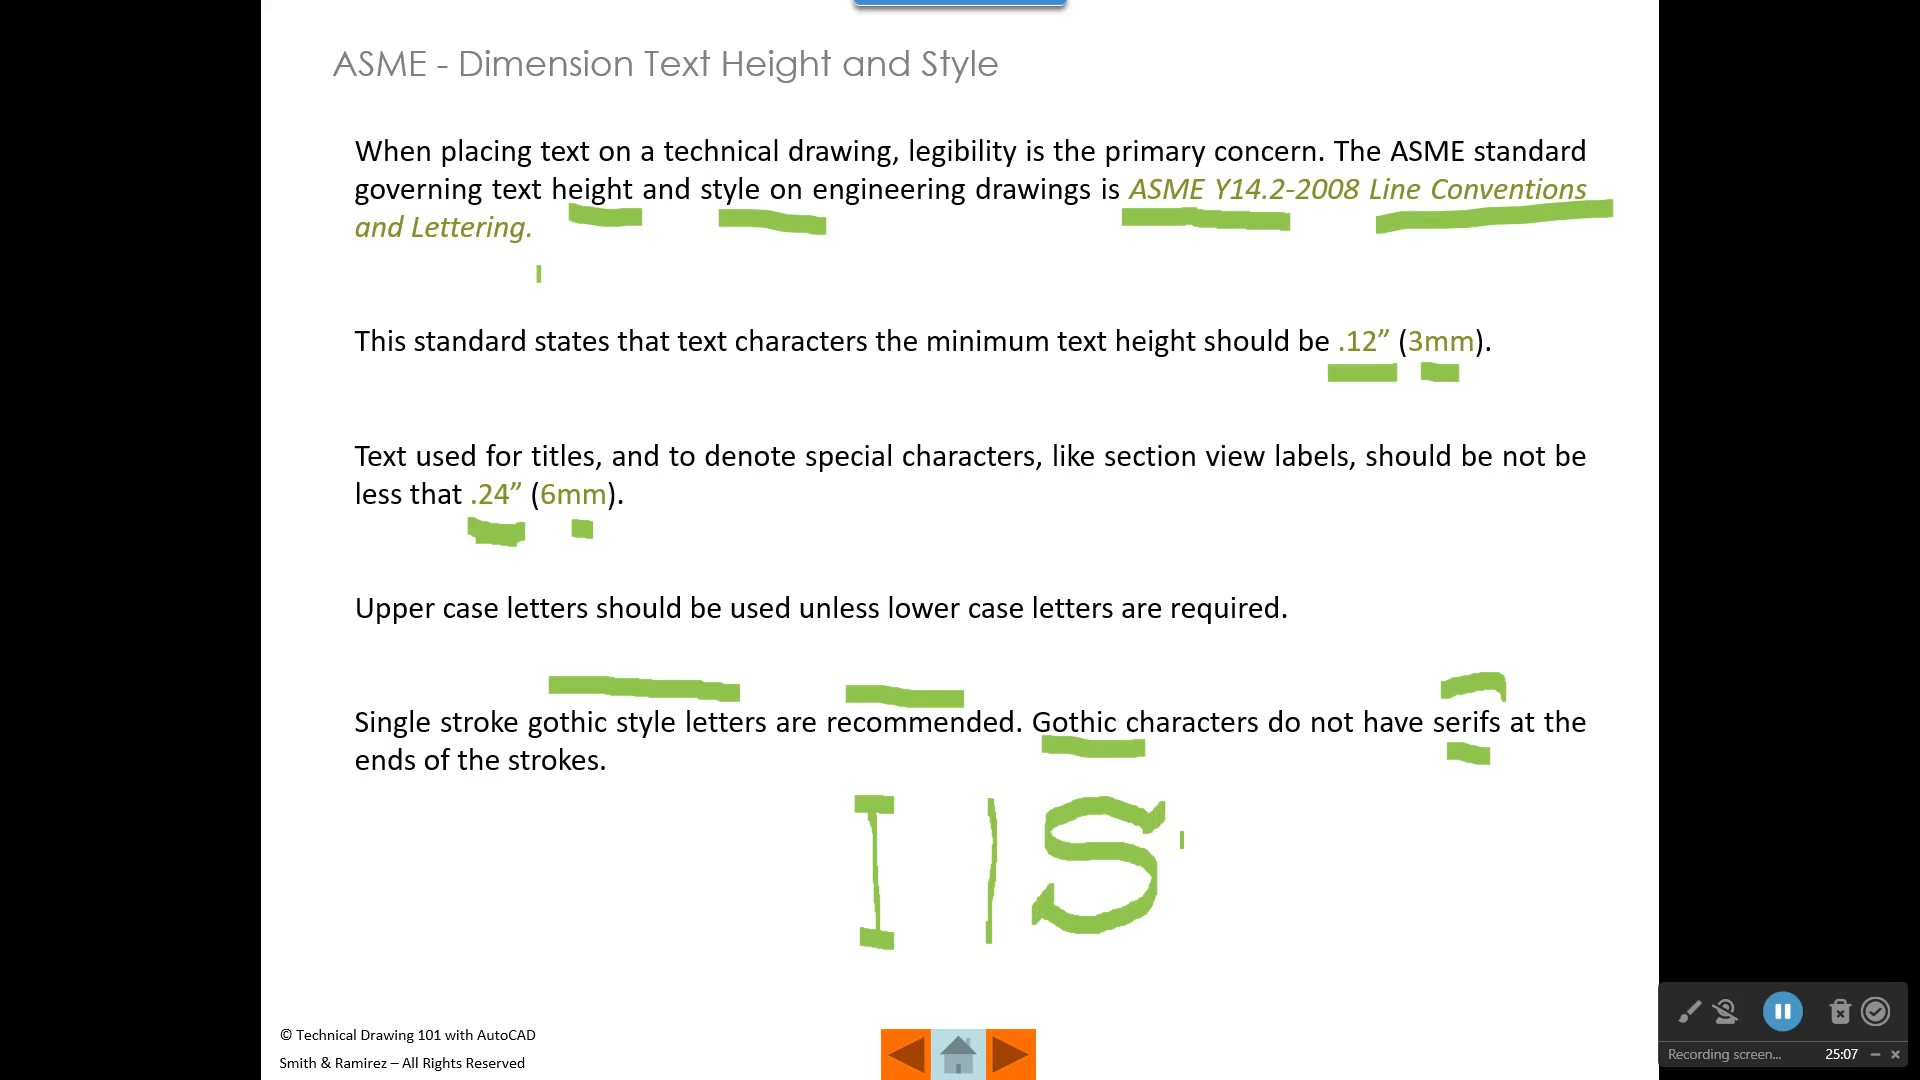 ASME - Dimension Text Height and Style
When placing text on a technical drawing, legibility is the primary concern. The ASME standard
governing text height and style on engineering drawings is ASME Y14.2-2008 Line Conventions
and Lettering.
This standard states that text characters the minimum text height should be .12” (3mm).
Text used for titles, and to denote special characters, like section view labels, should be not be
less that .24” (6mm).
Upper case letters should be used unless lower case letters are required.
Single stroke gothic style letters are recommended. Gothic characters do not have serifs at the
ends of the strokes.
I I S
© Technical Drawing 101 with AutoCAD
Smith & Ramirez – All Rights Reserved
Recording screen... 25:07